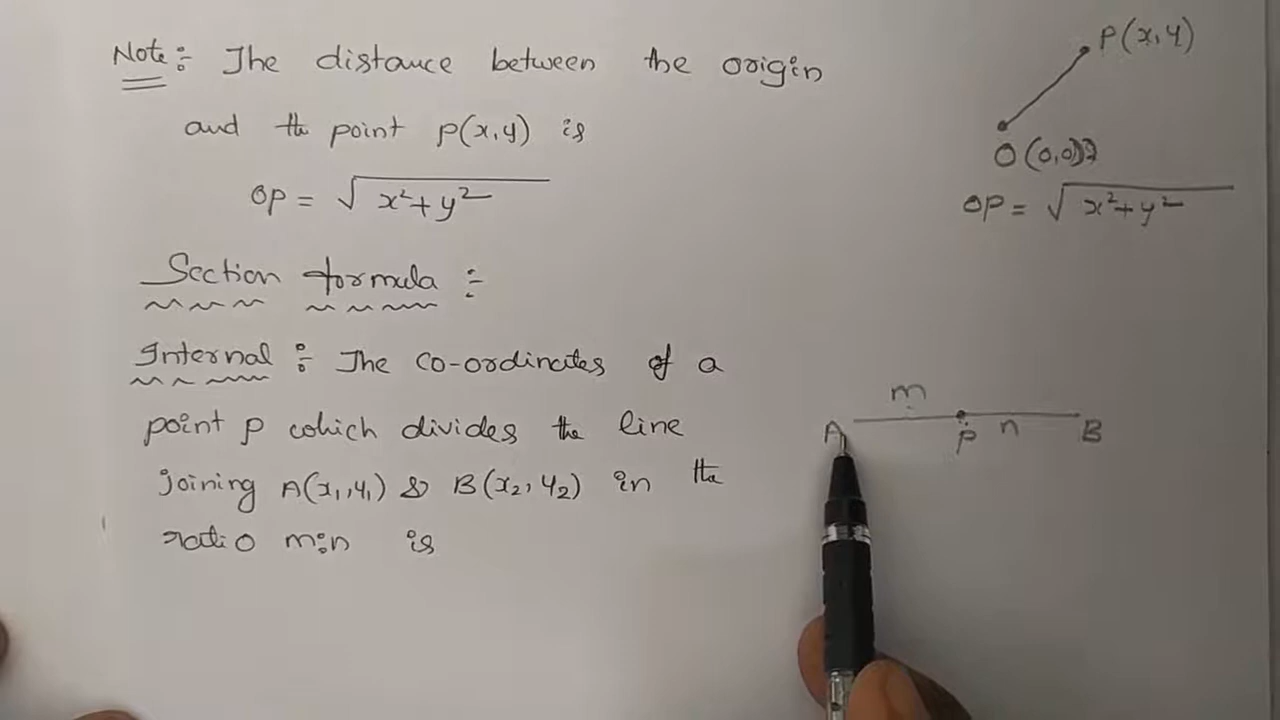 Note:- The distance between the origin
and the point P(x,y) is
OP = √x²+y²
Section formula :-
Internal :- The co-ordinates of a
point P which divides the line
joining A(x₁,y₁) & B(x₂,y₂) in the
ratio m:n is
P(x,y)
O(0,0)
OP = √x²+y²
m
A P n B